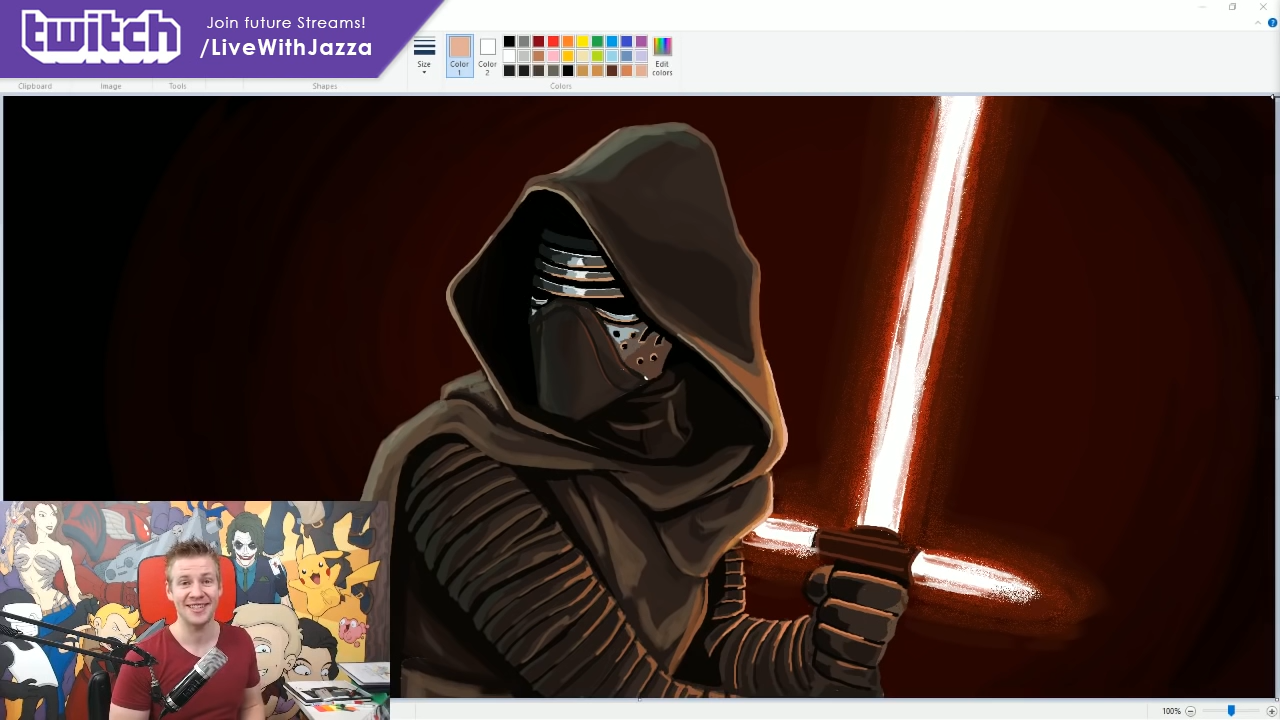 twitch
Join future Streams!
/LiveWithJazza
Size
Color
1
Color
2
Edit
colors
Clipboard
Image
Tools
Shapes
Colors
100%